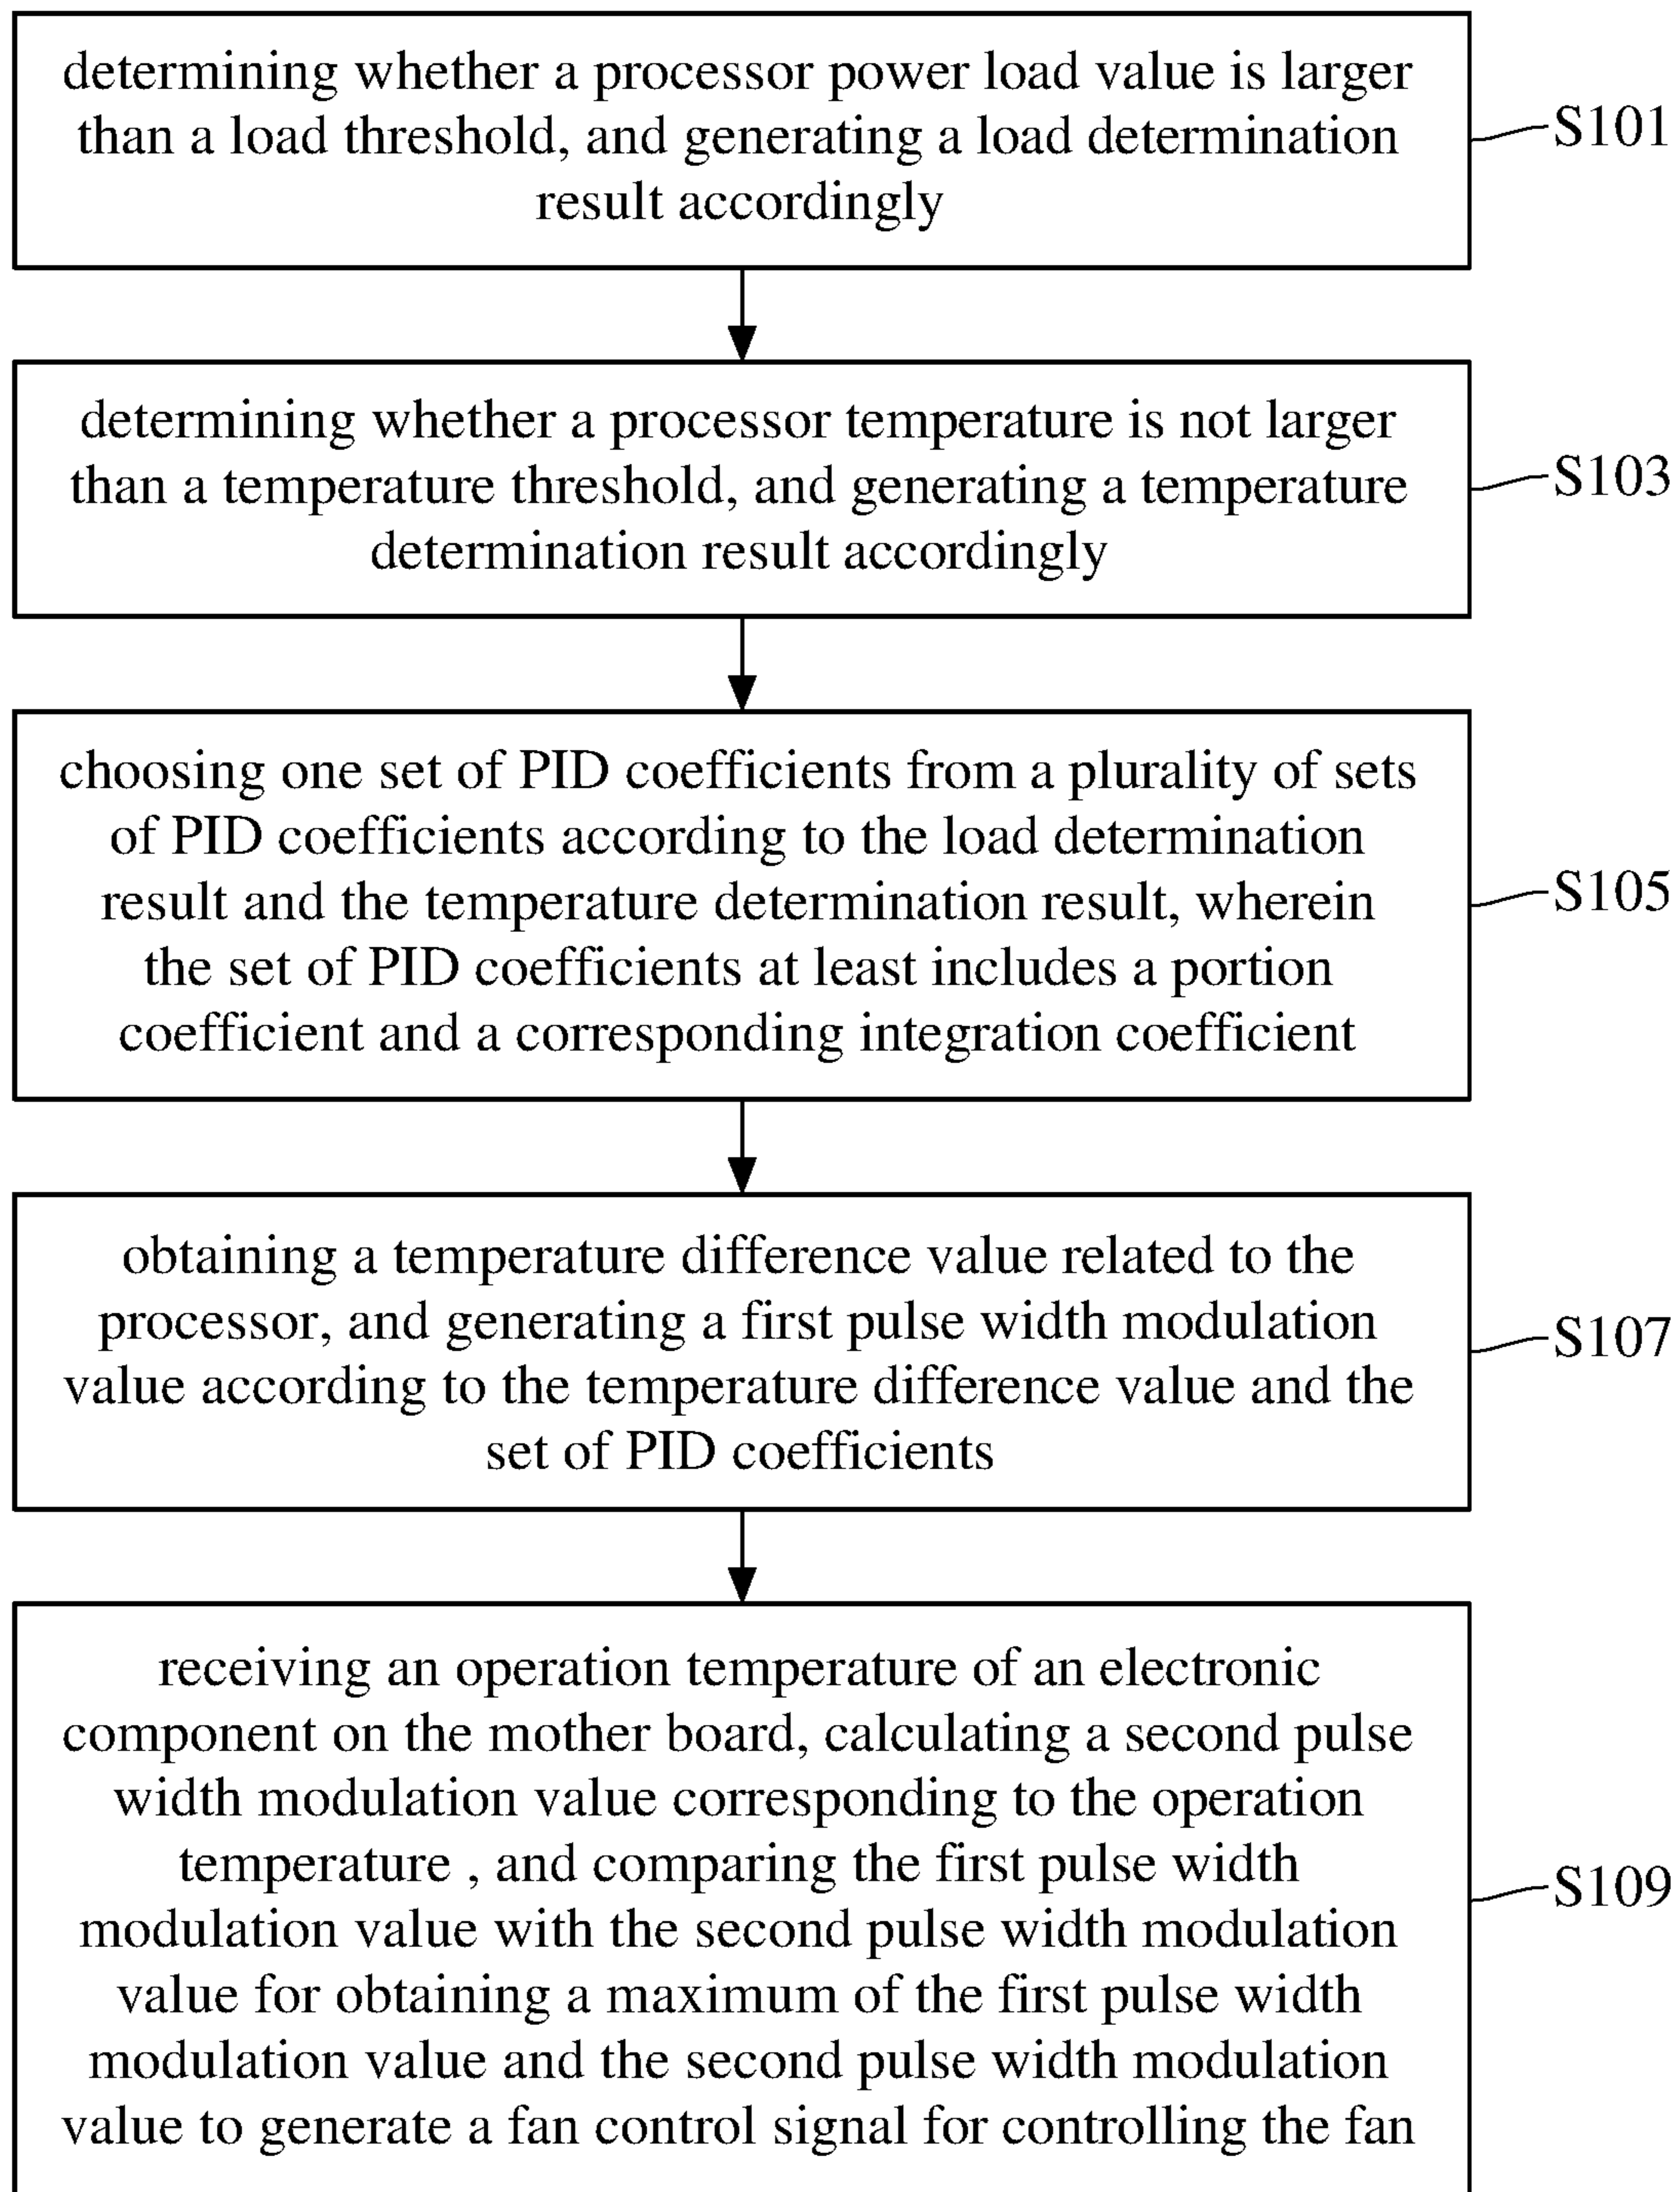 determining whether a processor power load value is larger
than a load threshold, and generating a load determination
result accordingly
S101
determining whether a processor temperature is not larger
than a temperature threshold, and generating a temperature
determination result accordingly
S103
choosing one set of PID coefficients from a plurality of sets
of PID coefficients according to the load determination
result and the temperature determination result, wherein
the set of PID coefficients at least includes a portion
coefficient and a corresponding integration coefficient
S105
obtaining a temperature difference value related to the
processor, and generating a first pulse width modulation
value according to the temperature difference value and the
set of PID coefficients
S107
receiving an operation temperature of an electronic
component on the mother board, calculating a second pulse
width modulation value corresponding to the operation
temperature , and comparing the first pulse width
modulation value with the second pulse width modulation
value for obtaining a maximum of the first pulse width
modulation value and the second pulse width modulation
value to generate a fan control signal for controlling the fan
S109